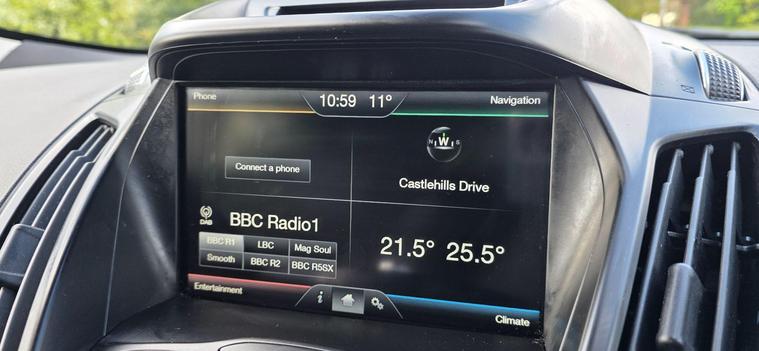 Phone
10:59 11°
Navigation
N W S
Connect a phone
Castlehills Drive
DAB
BBC Radio1
BBC R1 LBC Mag Soul
Smooth BBC R2 BBC R5SX
21.5° 25.5°
Entertainment
i
Climate